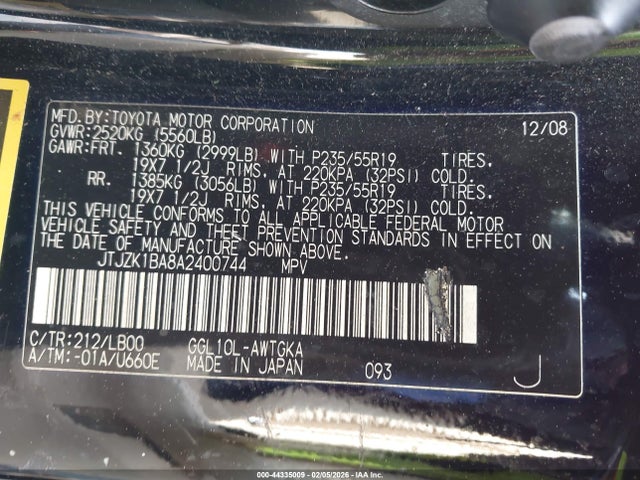 MFD.BY:TOYOTA MOTOR CORPORATION 12/08
GVWR:2520KG (5560LB)
GAWR:FRT. 1360KG (2999LB) WITH P235/55R19 TIRES.
19X7 1/2J RIMS. AT 220KPA (32PSI) COLD.
RR. 1385KG (3056LB) WITH P235/55R19 TIRES.
19X7 1/2J RIMS. AT 220KPA (32PSI) COLD.
THIS VEHICLE CONFORMS TO ALL APPLICABLE FEDERAL MOTOR
VEHICLE SAFETY AND THEFT PREVENTION STANDARDS IN EFFECT ON
THE DATE OF MANUFACTURE SHOWN ABOVE.
JTJZK1BA8A2400744 MPV
C/TR:212/LB00 GGL10L-AWTGKA
A/TM:-01A/U660E MADE IN JAPAN 093 J
000-44335009 - 02/05/2026 - IAAI.COM